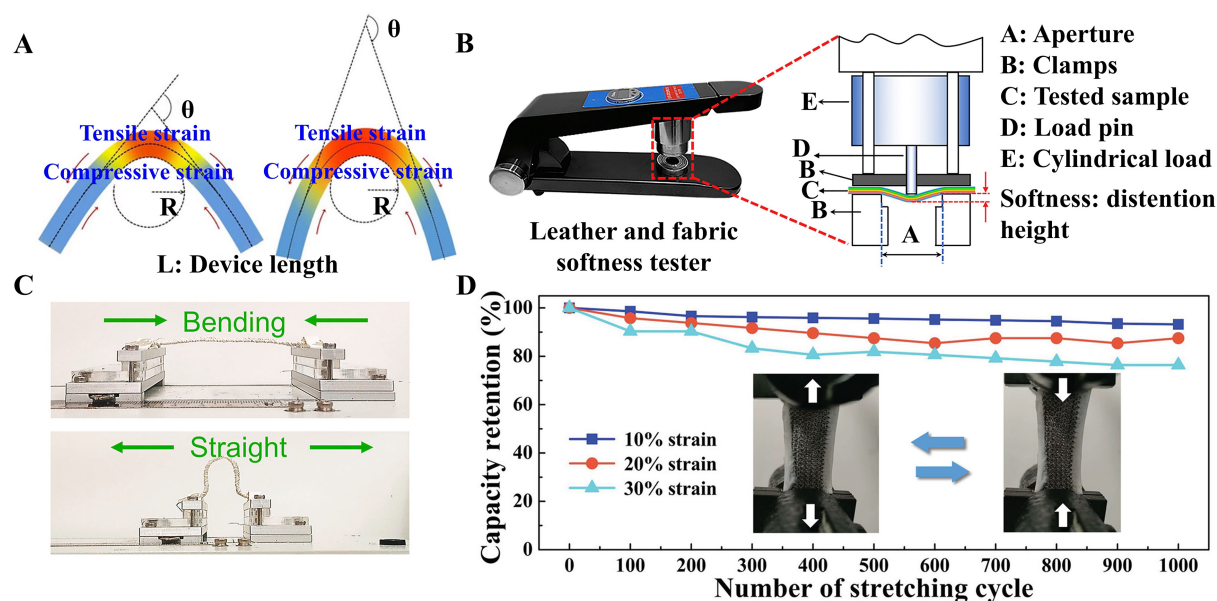 A
θ
θ
Tensile strain
Tensile strain
Compressive strain
Compressive strain
R
R
L: Device length
B
Leather and fabric
softness tester
E
D
B
C
B
A
A: Aperture
B: Clamps
C: Tested sample
D: Load pin
E: Cylindrical load
Softness: distention
height
C
Bending
Straight
D
Capacity retention (%)
100
80
60
40
20
0
10% strain
20% strain
30% strain
0 100 200 300 400 500 600 700 800 900 1000
Number of stretching cycle